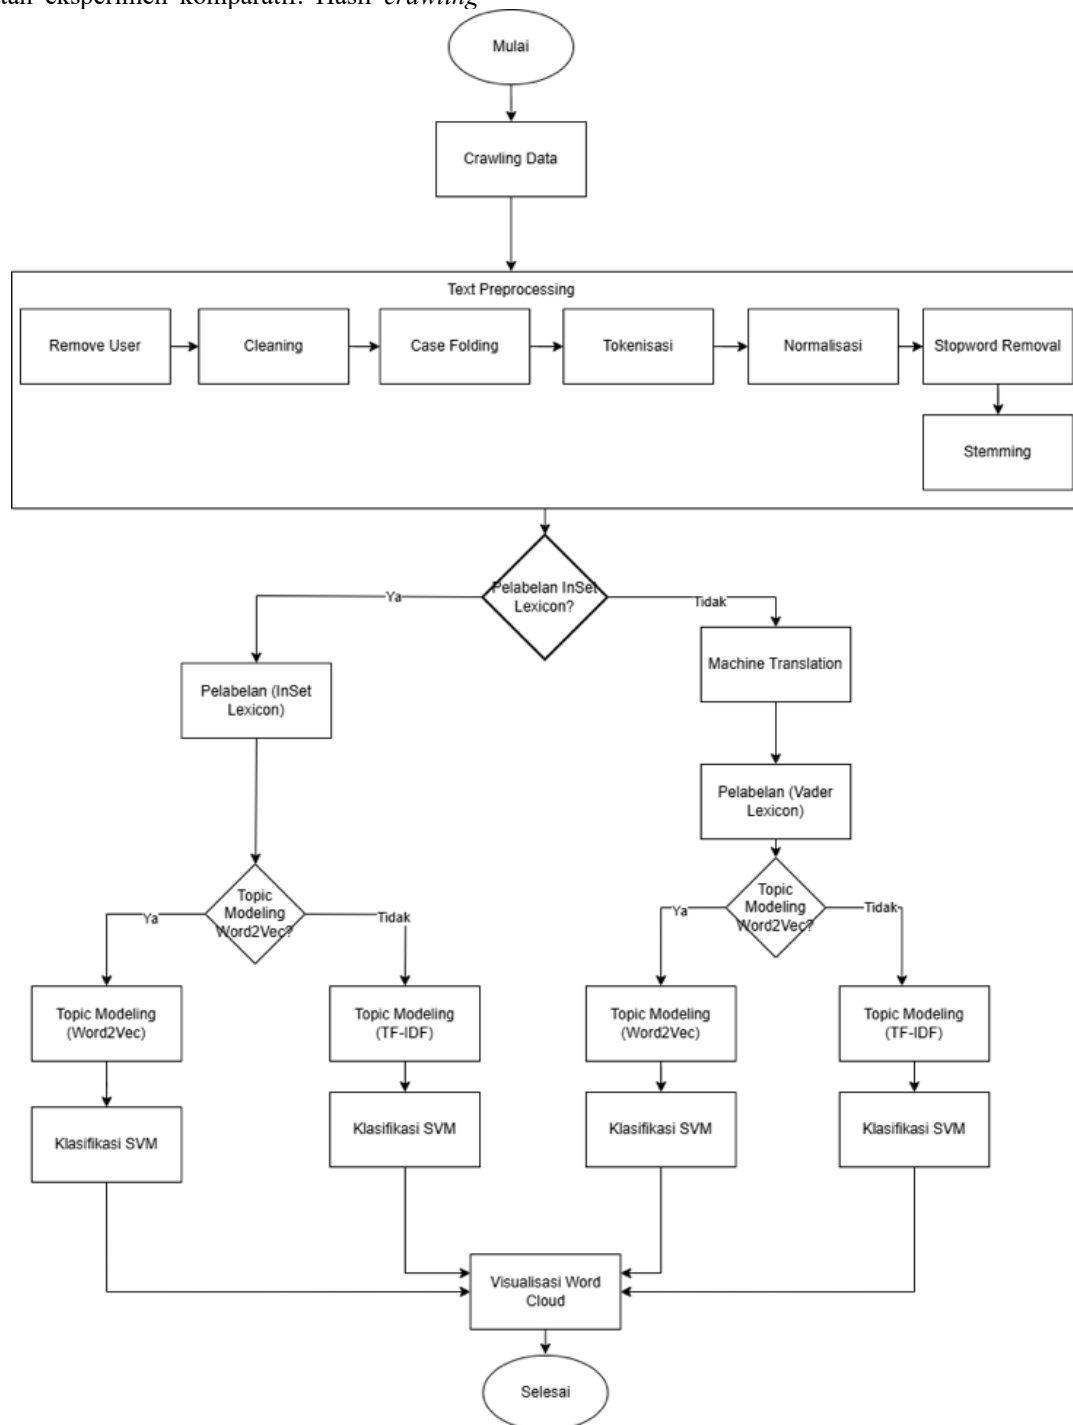 eksperimen komparatif. Hasil crawling
Mulai
Crawling Data
Text Preprocessing
Remove User
Cleaning
Case Folding
Tokenisasi
Normalisasi
Stopword Removal
Stemming
Pelabelan InSet
Lexicon?
Ya
Tidak
Pelabelan (InSet
Lexicon)
Machine Translation
Pelabelan (Vader
Lexicon)
Topic
Modeling
Word2Vec?
Ya
Tidak
Topic
Modeling
Word2Vec?
Ya
Tidak
Topic Modeling
(Word2Vec)
Topic Modeling
(TF-IDF)
Topic Modeling
(Word2Vec)
Topic Modeling
(TF-IDF)
Klasifikasi SVM
Klasifikasi SVM
Klasifikasi SVM
Klasifikasi SVM
Visualisasi Word
Cloud
Selesai